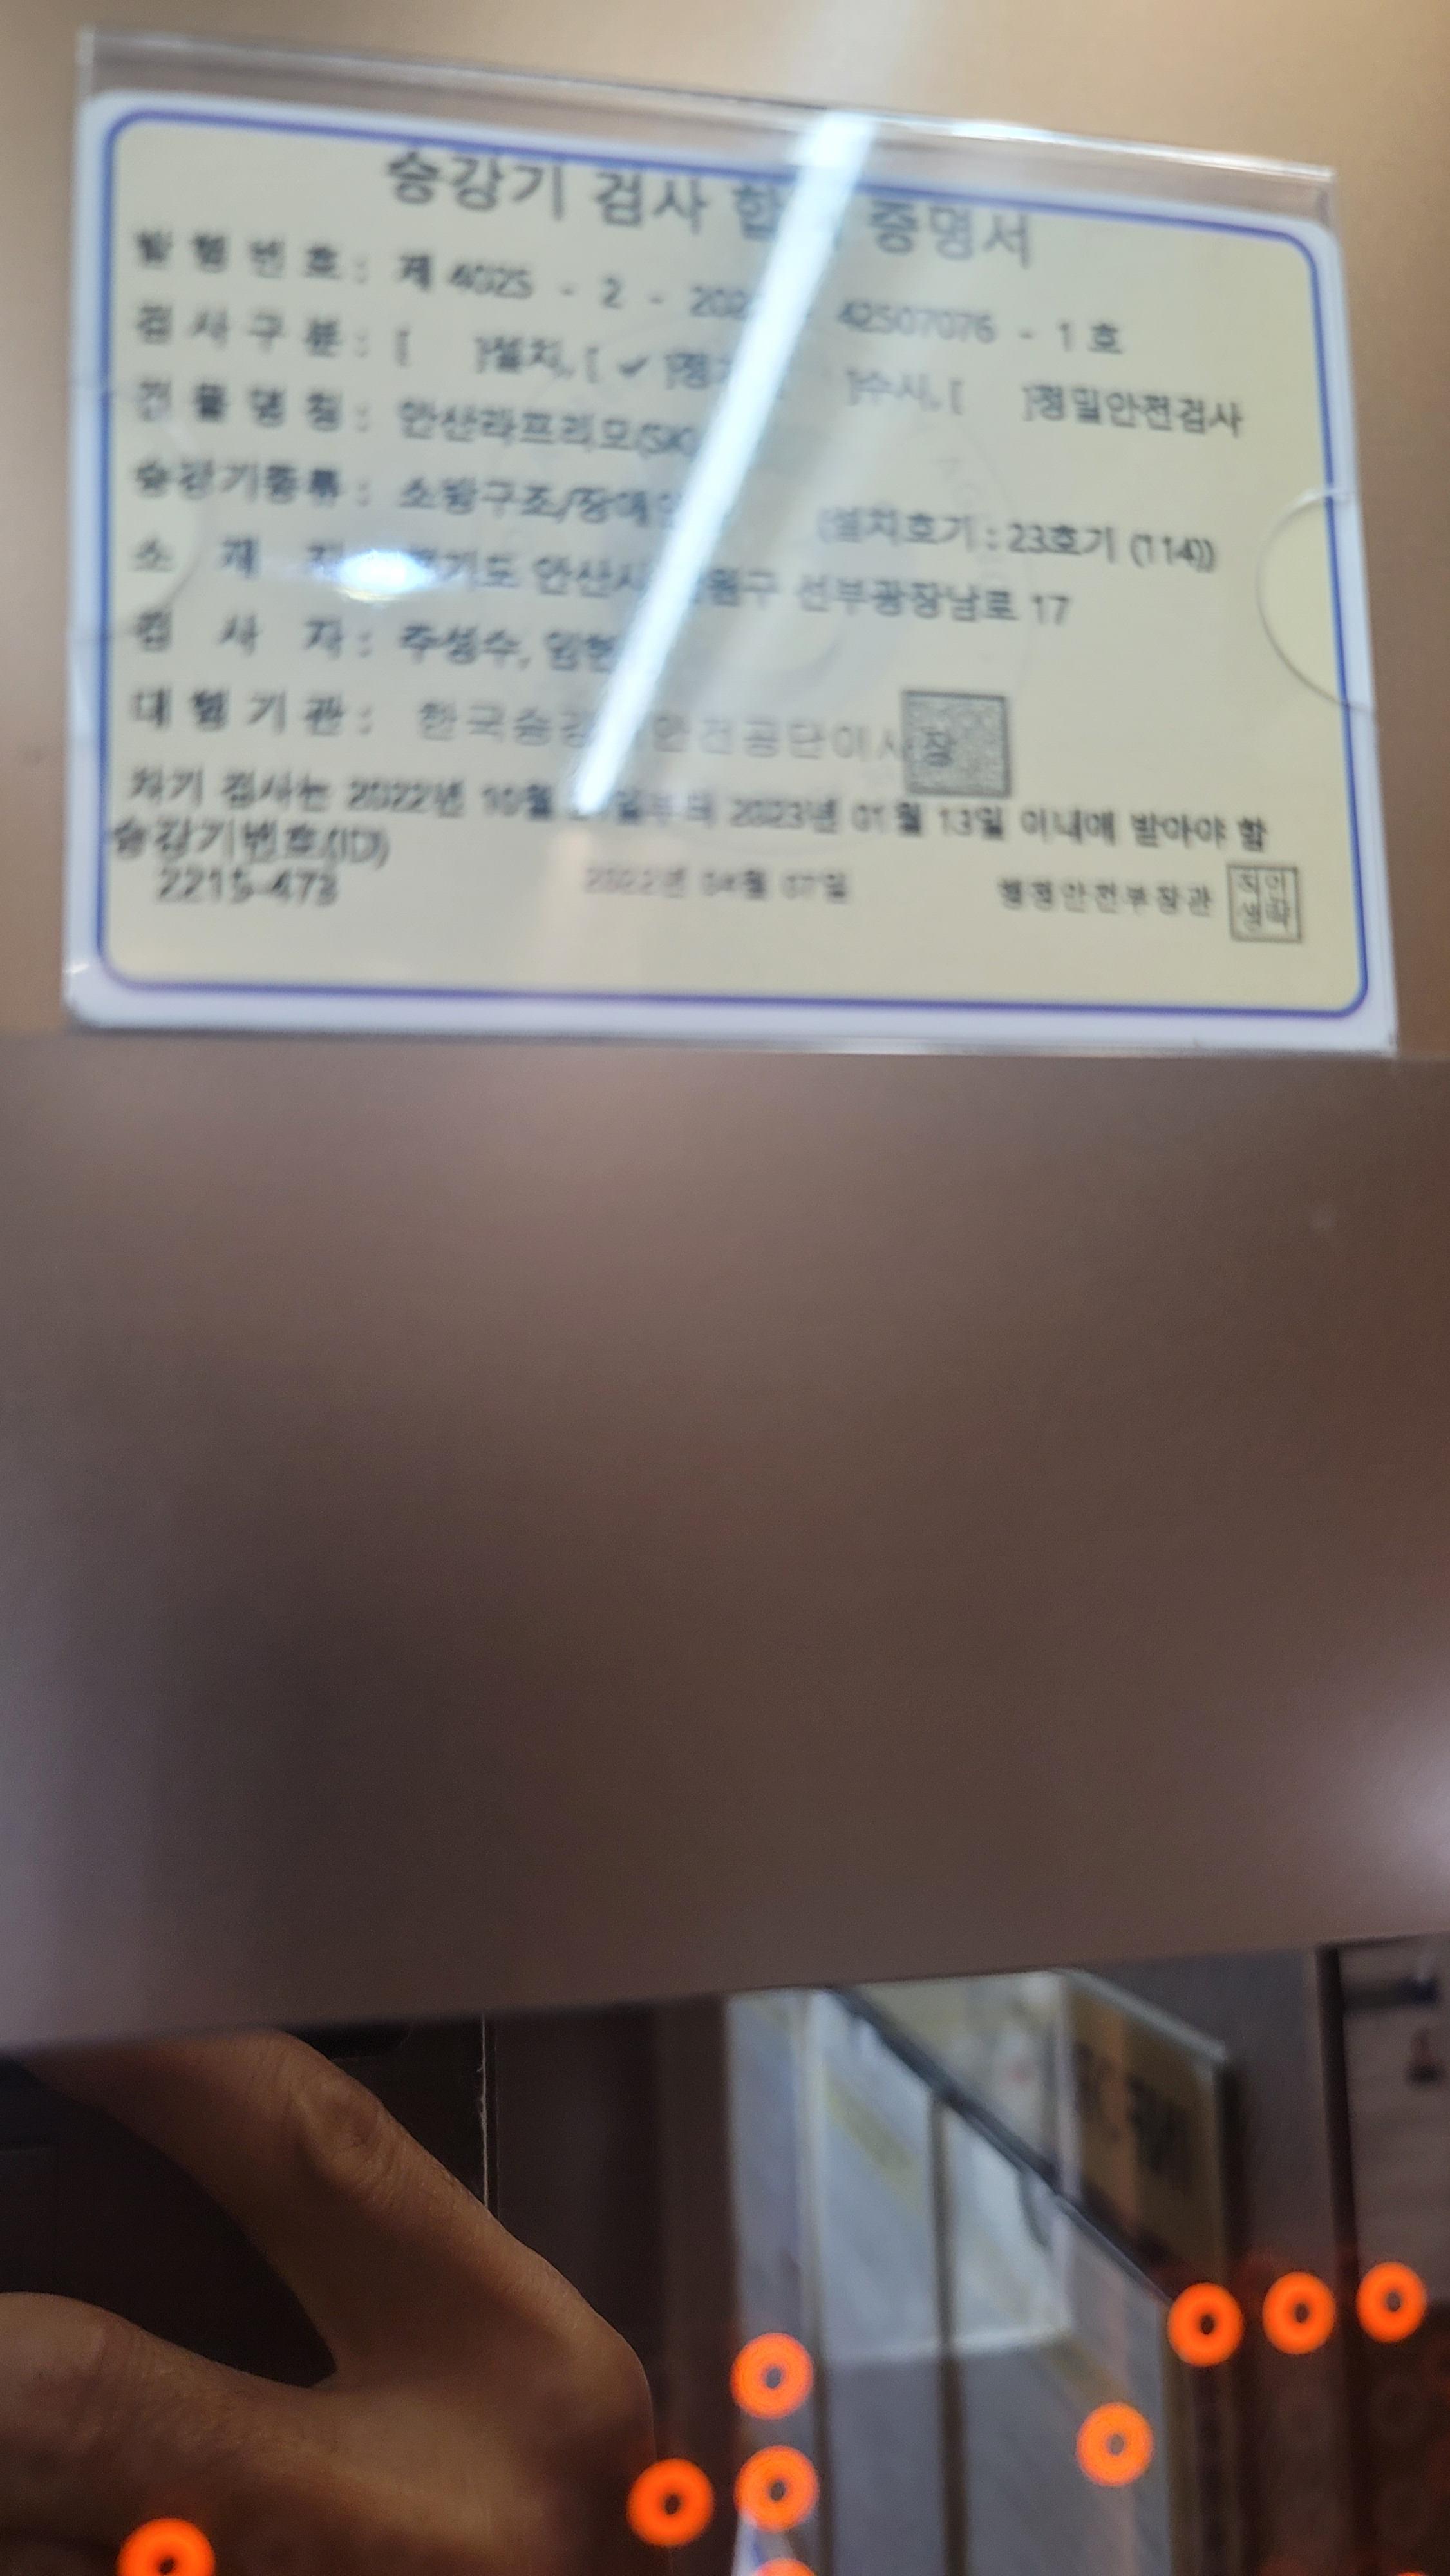 승강기 검사 합 증명서
발 행 번 호 : 제 4025 - 2 - 202 - 42507076 - 1 호
검 사 구 분 : [ ]설치, [ ✔ ]정기 ]수시, [ ]정밀안전검사
건 물 명 칭 : 안산라프리모(SK)
승강기종류 : 소방구조/장애인 (설치호기 : 23호기 (114))
소 재 지 기도 안산시 원구 선부광장남로 17
검 사 자 : 주성수, 임현
대 행 기 관 : 한국승강 안전공단이사장
차기 검사는 2022년 10월 일부터 2023년 01월 13일 이내에 받아야 함
승강기번호(ID)
2215-473
2022년 04월 07일 행정안전부장관